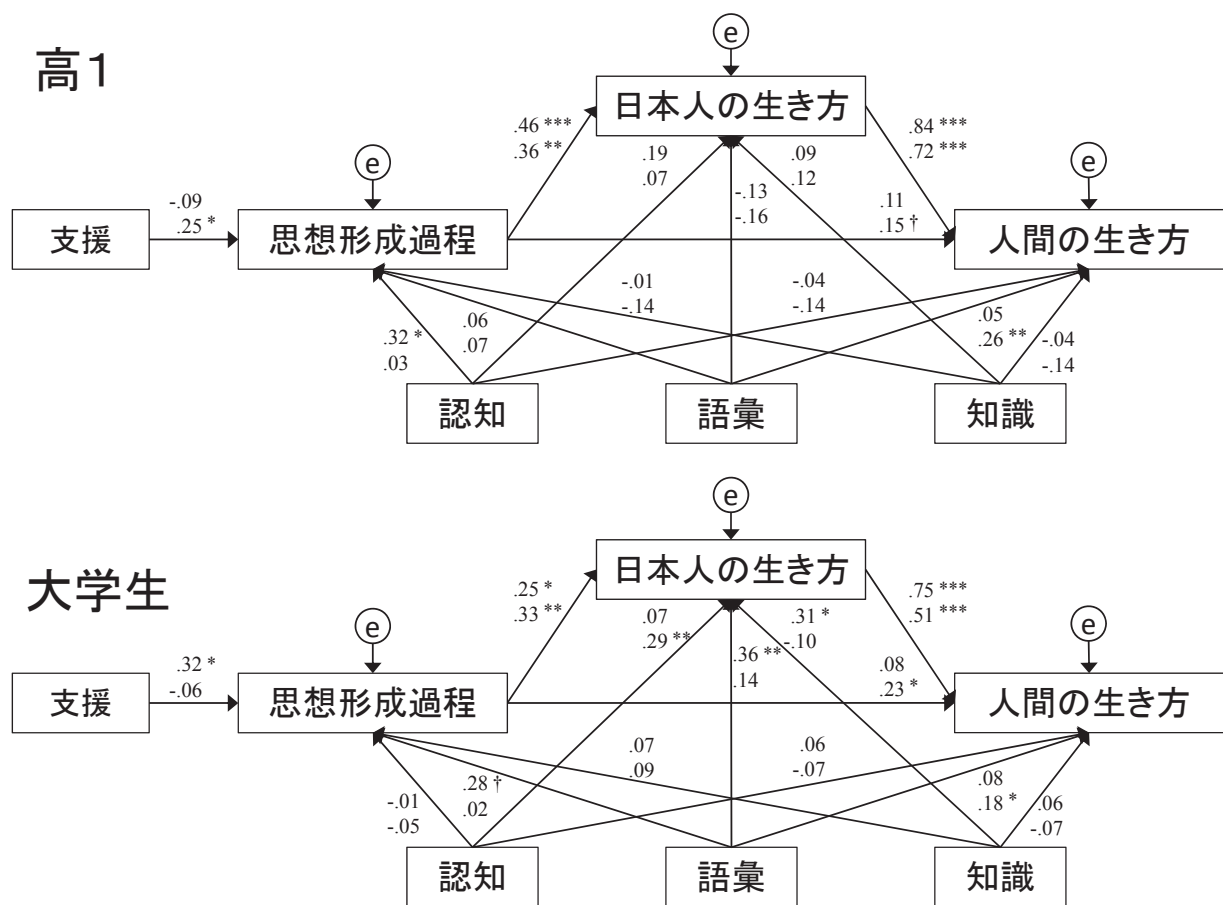 高1
e
日本人の生き方
.46 ***
.36 **
.19
.07
.09
.12
.84 ***
.72 ***
e
-.13
-.16
e
-.09
.25 *
.11
.15 †
支援
思想形成過程
人間の生き方
-.01
-.14
-.04
-.14
.32 *
.03
.06
.07
.05
.26 **
-.04
-.14
認知
語彙
知識
大学生
e
日本人の生き方
.25 *
.33 **
.07
.29 **
.31 *
-.10
.75 ***
.51 ***
e
.36 **
.14
e
.32 *
-.06
.08
.23 *
支援
思想形成過程
人間の生き方
.07
.09
.06
-.07
-.01
-.05
.28 †
.02
.08
.18 *
.06
-.07
認知
語彙
知識